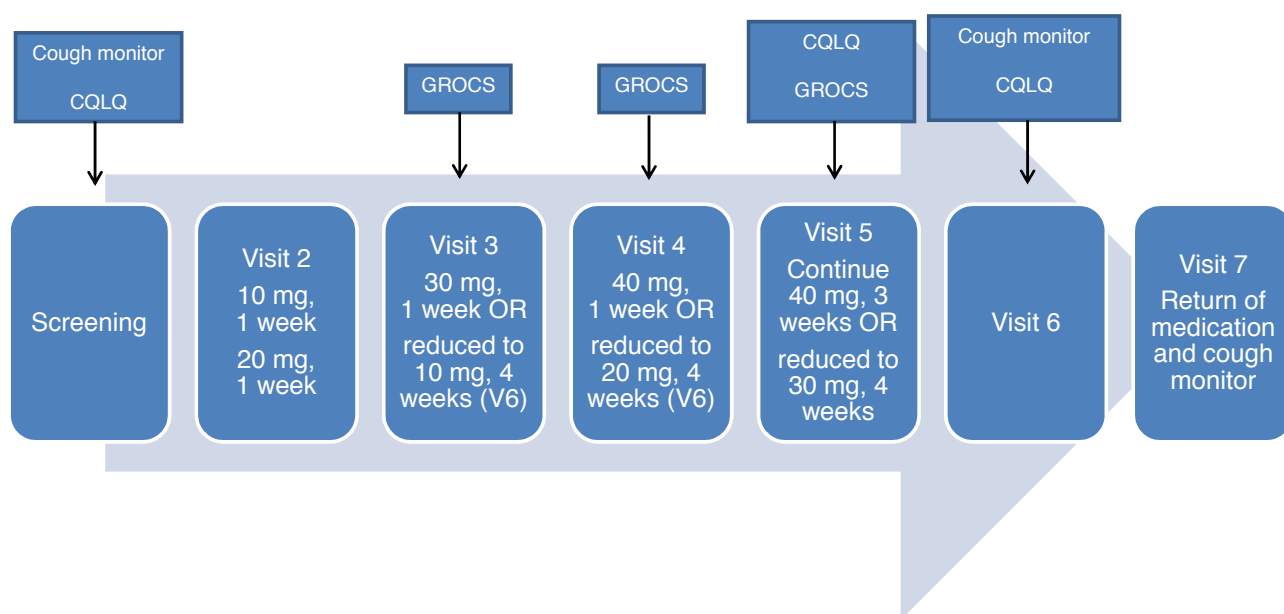 Cough monitor
CQLQ
GROCS
GROCS
CQLQ
GROCS
Cough monitor
CQLQ
Screening
Visit 2
10 mg,
1 week
20 mg,
1 week
Visit 3
30 mg,
1 week OR
reduced to
10 mg, 4
weeks (V6)
Visit 4
40 mg,
1 week OR
reduced to
20 mg, 4
weeks (V6)
Visit 5
Continue
40 mg, 3
weeks OR
reduced to
30 mg, 4
weeks
Visit 6
Visit 7
Return of
medication
and cough
monitor